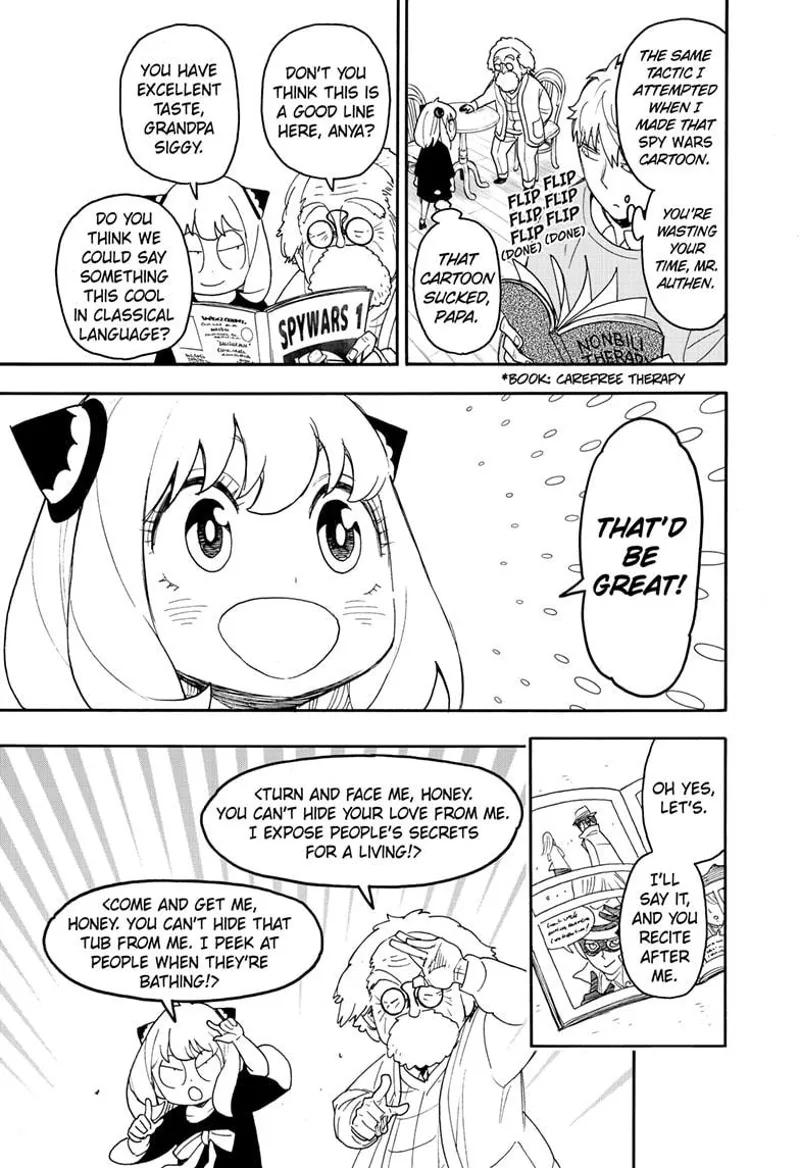 THE SAME
TACTIC I
ATTEMPTED
WHEN I
MADE THAT
SPY WARS
CARTOON.
YOU'RE
WASTING
YOUR
TIME, MR.
AUTHEN.
FLIP FLIP
FLIP FLIP
FLIP FLIP
(DONE) (DONE)
THAT
CARTOON
SUCKED,
PAPA.
NONBILI
THERAPY
*BOOK: CAREFREE THERAPY
DON'T YOU
THINK THIS IS
A GOOD LINE
HERE, ANYA?
YOU HAVE
EXCELLENT
TASTE,
GRANDPA
SIGGY.
DO YOU
THINK WE
COULD SAY
SOMETHING
THIS COOL
IN CLASSICAL
LANGUAGE?
SPYWARS 1
THAT'D
BE
GREAT!
OH YES,
LET'S.
I'LL
SAY IT,
AND YOU
RECITE
AFTER
ME.
<TURN AND FACE ME, HONEY.
YOU CAN'T HIDE YOUR LOVE FROM ME.
I EXPOSE PEOPLE'S SECRETS
FOR A LIVING!>
<COME AND GET ME,
HONEY. YOU CAN'T HIDE THAT
TUB FROM ME. I PEEK AT
PEOPLE WHEN THEY'RE
BATHING!>